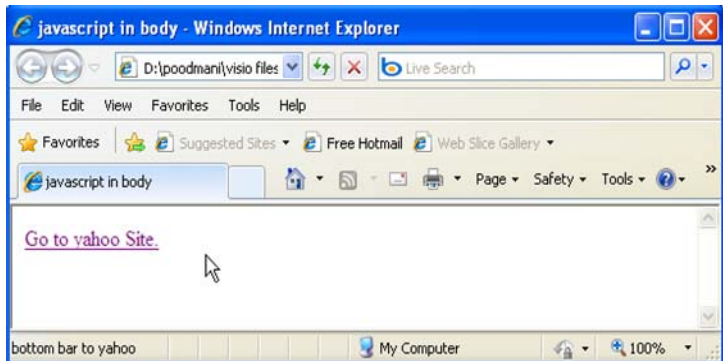 javascript in body - Windows Internet Explorer
D:\poodmani\visio files
Live Search
File Edit View Favorites Tools Help
Favorites Suggested Sites Free Hotmail Web Slice Gallery
javascript in body Page Safety Tools »
Go to yahoo Site.
bottom bar to yahoo My Computer 100%